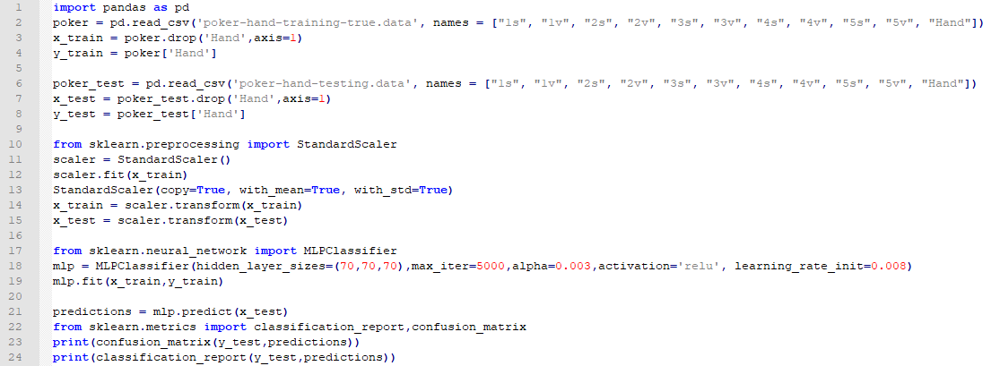 1 import pandas as pd
2 poker = pd.read_csv('poker-hand-training-true.data', names = ["1s", "1v", "2s", "2v", "3s", "3v", "4s", "4v", "5s", "5v", "Hand"])
3 x_train = poker.drop('Hand',axis=1)
4 y_train = poker['Hand']
5
6 poker_test = pd.read_csv('poker-hand-testing.data', names = ["1s", "1v", "2s", "2v", "3s", "3v", "4s", "4v", "5s", "5v", "Hand"])
7 x_test = poker_test.drop('Hand',axis=1)
8 y_test = poker_test['Hand']
9
10 from sklearn.preprocessing import StandardScaler
11 scaler = StandardScaler()
12 scaler.fit(x_train)
13 StandardScaler(copy=True, with_mean=True, with_std=True)
14 x_train = scaler.transform(x_train)
15 x_test = scaler.transform(x_test)
16
17 from sklearn.neural_network import MLPClassifier
18 mlp = MLPClassifier(hidden_layer_sizes=(70,70,70),max_iter=5000,alpha=0.003,activation='relu', learning_rate_init=0.008)
19 mlp.fit(x_train,y_train)
20
21 predictions = mlp.predict(x_test)
22 from sklearn.metrics import classification_report,confusion_matrix
23 print(confusion_matrix(y_test,predictions))
24 print(classification_report(y_test,predictions))